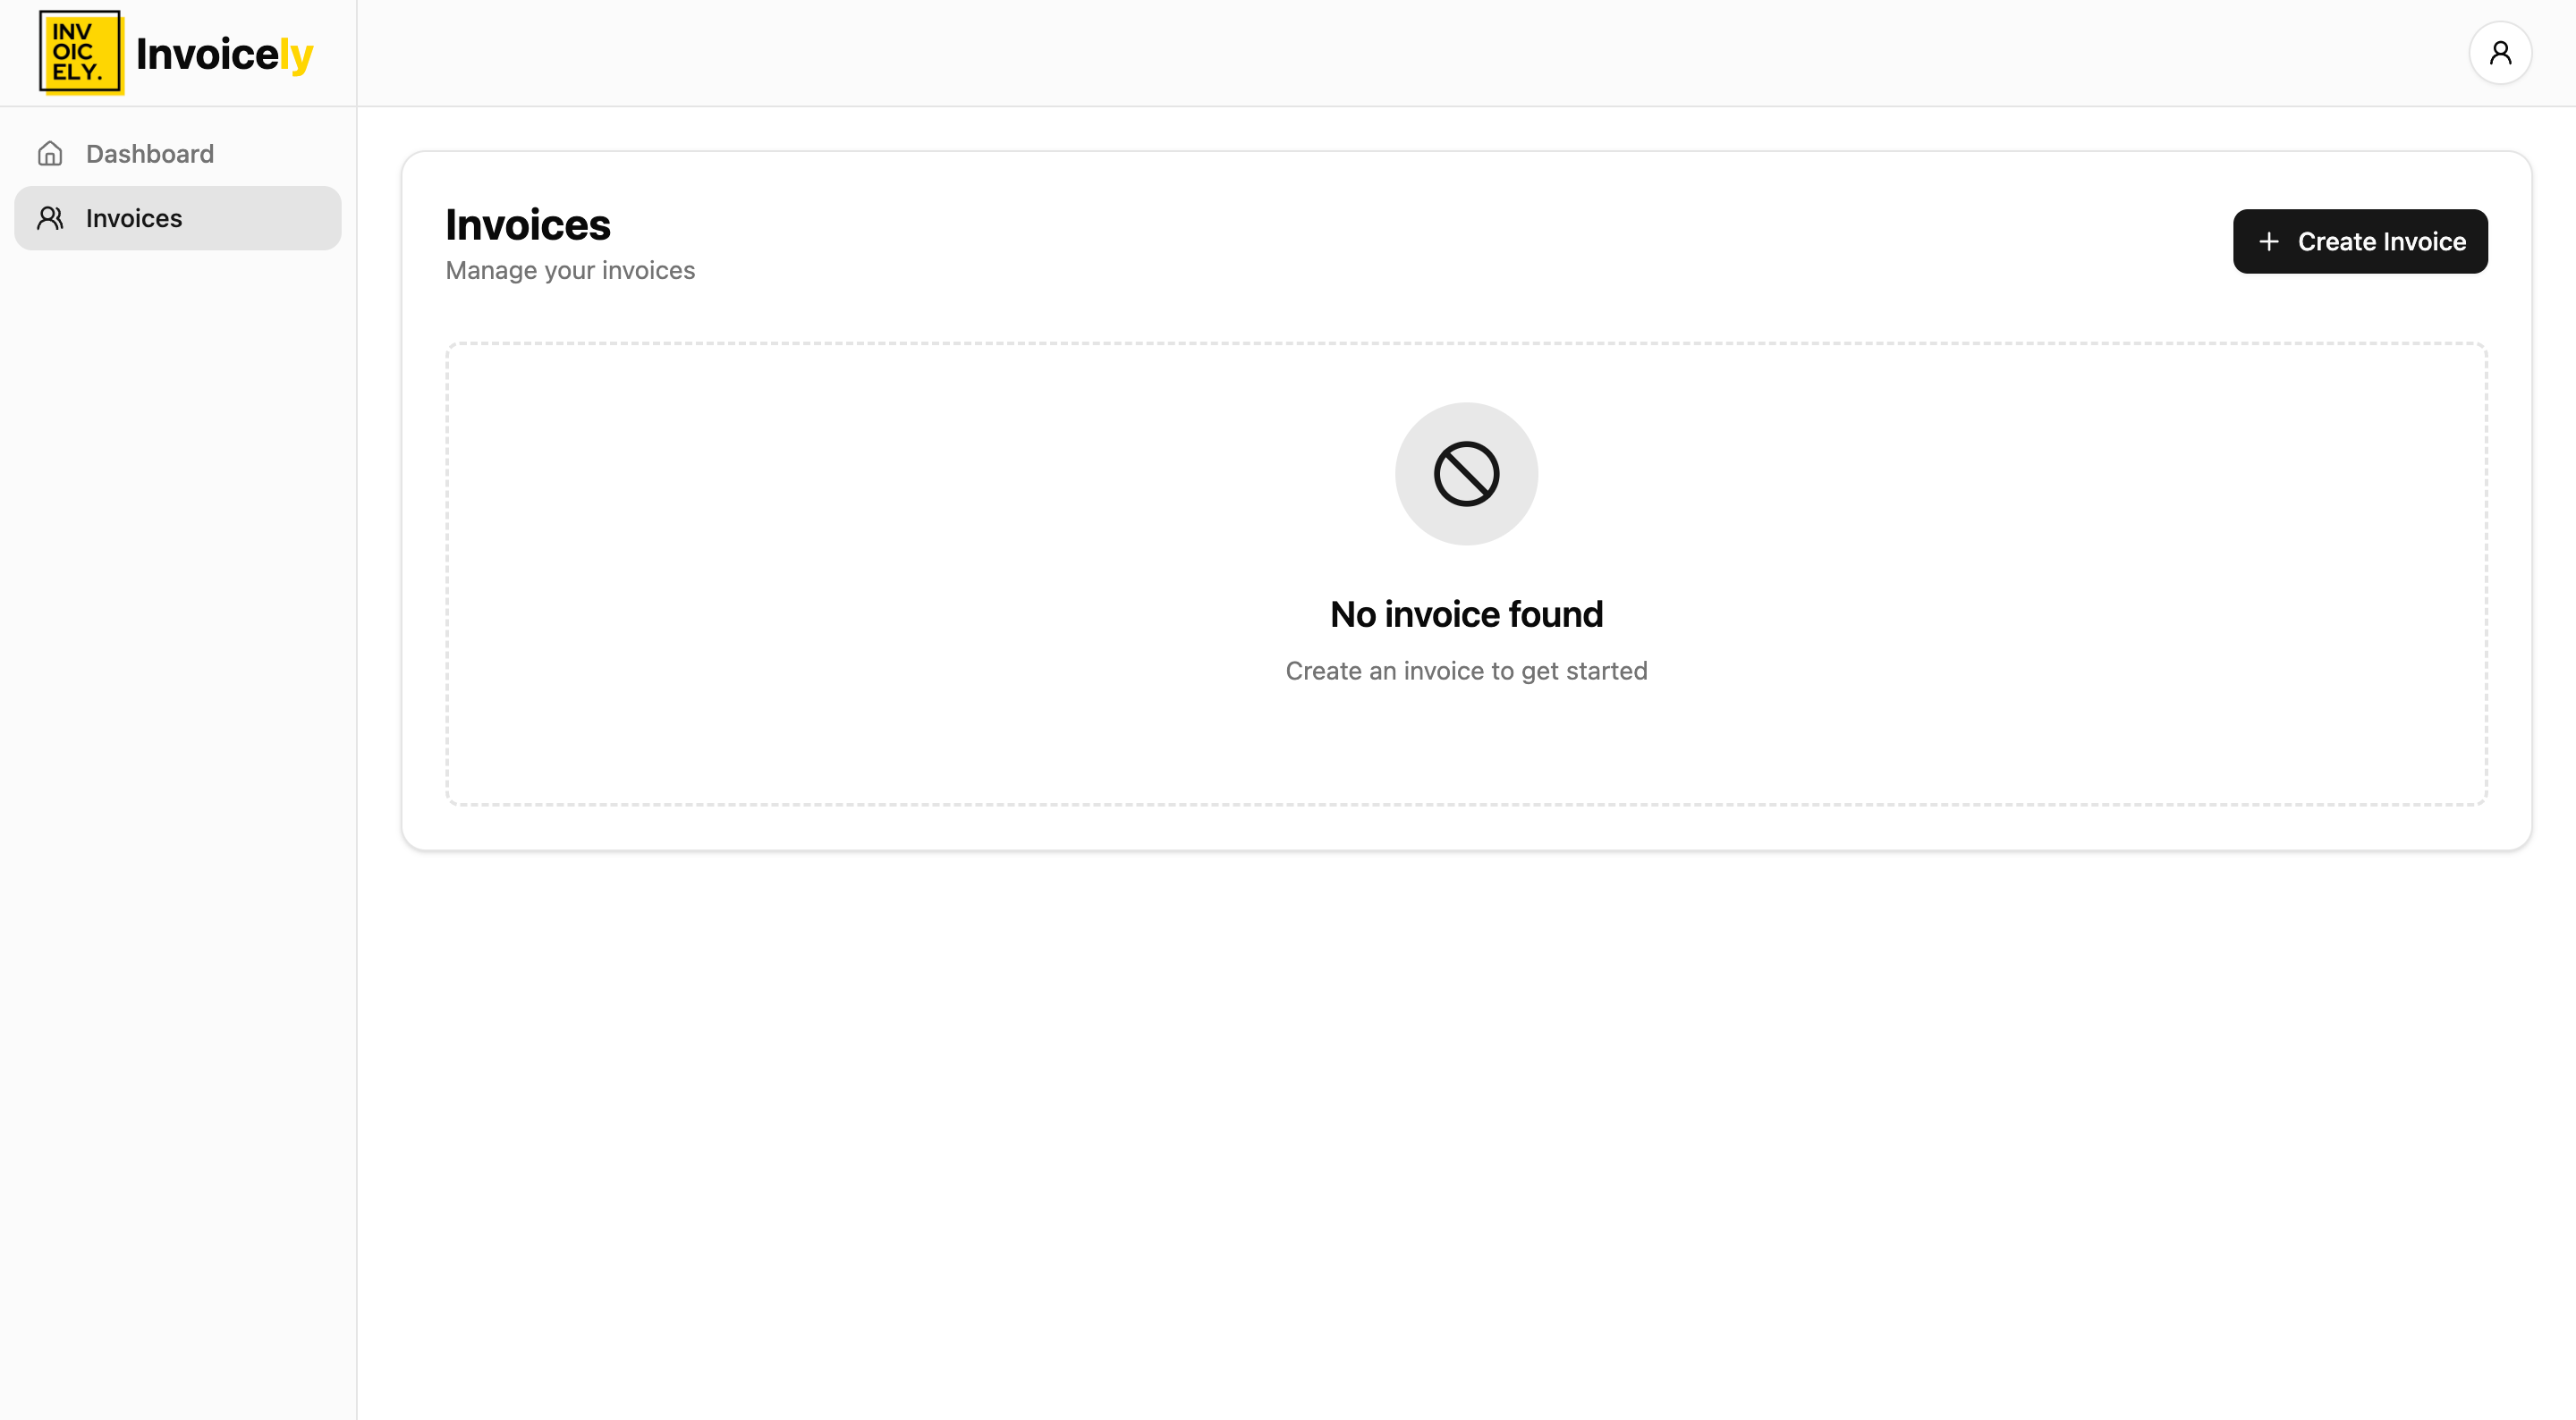 INV
OIC
ELY.
Invoicely
Dashboard
Invoices
Invoices
Manage your invoices
Create Invoice
No invoice found
Create an invoice to get started